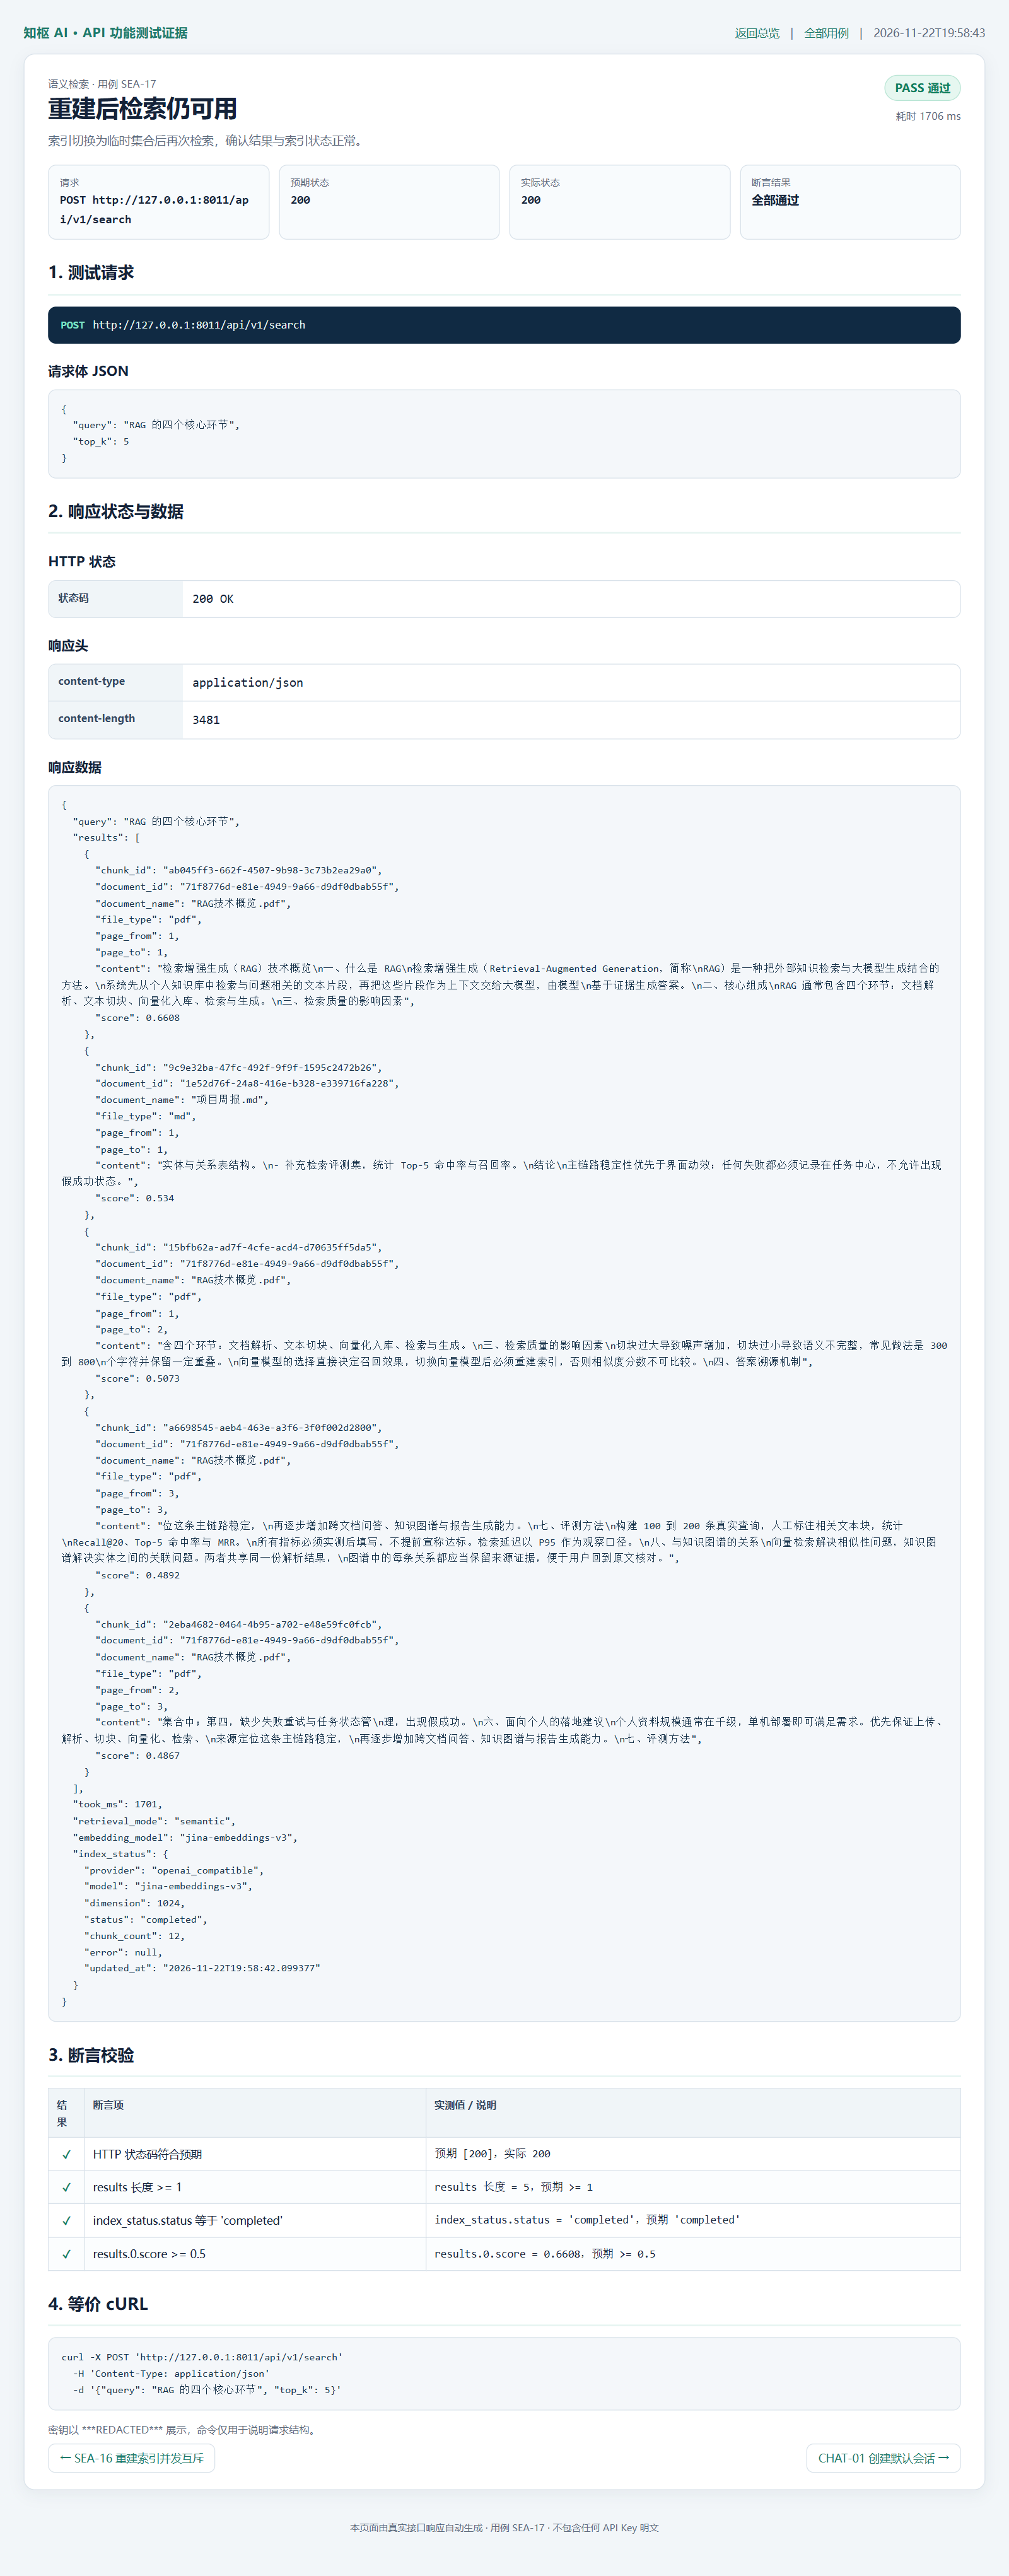 知枢 AI · API 功能测试证据
返回总览 | 全部用例 | 2026-11-22T19:58:43
语义检索 · 用例 SEA-17
PASS 通过
重建后检索仍可用
耗时 1706 ms
索引切换为临时集合后再次检索，确认结果与索引状态正常。
请求
POST http://127.0.0.1:8011/ap
i/v1/search
预期状态
200
实际状态
200
断言结果
全部通过
1. 测试请求
POST http://127.0.0.1:8011/api/v1/search
请求体 JSON
{
  "query": "RAG 的四个核心环节",
  "top_k": 5
}
2. 响应状态与数据
HTTP 状态
状态码 200 OK
响应头
content-type application/json
content-length 3481
响应数据
{
  "query": "RAG 的四个核心环节",
  "results": [
    {
      "chunk_id": "ab045ff3-662f-4507-9b98-3c73b2ea29a0",
      "document_id": "71f8776d-e81e-4949-9a66-d9df0dbab55f",
      "document_name": "RAG技术概览.pdf",
      "file_type": "pdf",
      "page_from": 1,
      "page_to": 1,
      "content": "检索增强生成（RAG）技术概览\n一、什么是 RAG\n检索增强生成（Retrieval-Augmented Generation，简称\nRAG）是一种把外部知识检索与大模型生成结合的
方法。\n系统先从个人知识库中检索与问题相关的文本片段，再把这些片段作为上下文交给大模型，由模型\n基于证据生成答案。\n二、核心组成\nRAG 通常包含四个环节：文档解
析、文本切块、向量化入库、检索与生成。\n三、检索质量的影响因素",
      "score": 0.6608
    },
    {
      "chunk_id": "9c9e32ba-47fc-492f-9f9f-1595c2472b26",
      "document_id": "1e52d76f-24a8-416e-b328-e339716fa228",
      "document_name": "项目周报.md",
      "file_type": "md",
      "page_from": 1,
      "page_to": 1,
      "content": "实体与关系表结构。\n- 补充检索评测集，统计 Top-5 命中率与召回率。\n结论\n主链路稳定性优先于界面动效；任何失败都必须记录在任务中心，不允许出现
假成功状态。",
      "score": 0.534
    },
    {
      "chunk_id": "15bfb62a-ad7f-4cfe-acd4-d70635ff5da5",
      "document_id": "71f8776d-e81e-4949-9a66-d9df0dbab55f",
      "document_name": "RAG技术概览.pdf",
      "file_type": "pdf",
      "page_from": 1,
      "page_to": 2,
      "content": "含四个环节：文档解析、文本切块、向量化入库、检索与生成。\n三、检索质量的影响因素\n切块过大导致噪声增加，切块过小导致语义不完整，常见做法是 300
到 800\n个字符并保留一定重叠。\n向量模型的选择直接决定召回效果，切换向量模型后必须重建索引，否则相似度分数不可比较。\n四、答案溯源机制",
      "score": 0.5073
    },
    {
      "chunk_id": "a6698545-aeb4-463e-a3f6-3f0f002d2800",
      "document_id": "71f8776d-e81e-4949-9a66-d9df0dbab55f",
      "document_name": "RAG技术概览.pdf",
      "file_type": "pdf",
      "page_from": 3,
      "page_to": 3,
      "content": "位这条主链路稳定，\n再逐步增加跨文档问答、知识图谱与报告生成能力。\n七、评测方法\n构建 100 到 200 条真实查询，人工标注相关文本块，统计
\nRecall@20、Top-5 命中率与 MRR。\n所有指标必须实测后填写，不提前宣称达标。检索延迟以 P95 作为观察口径。\n八、与知识图谱的关系\n向量检索解决相似性问题，知识图
谱解决实体之间的关联问题。两者共享同一份解析结果，\n图谱中的每条关系都应当保留来源证据，便于用户回到原文核对。",
      "score": 0.4892
    },
    {
      "chunk_id": "2eba4682-0464-4b95-a702-e48e59fc0fcb",
      "document_id": "71f8776d-e81e-4949-9a66-d9df0dbab55f",
      "document_name": "RAG技术概览.pdf",
      "file_type": "pdf",
      "page_from": 2,
      "page_to": 3,
      "content": "集合中；第四，缺少失败重试与任务状态管\n理，出现假成功。\n六、面向个人的落地建议\n个人资料规模通常在千级，单机部署即可满足需求。优先保证上传、
解析、切块、向量化、检索、\n来源定位这条主链路稳定，\n再逐步增加跨文档问答、知识图谱与报告生成能力。\n七、评测方法",
      "score": 0.4867
    }
  ],
  "took_ms": 1701,
  "retrieval_mode": "semantic",
  "embedding_model": "jina-embeddings-v3",
  "index_status": {
    "provider": "openai_compatible",
    "model": "jina-embeddings-v3",
    "dimension": 1024,
    "status": "completed",
    "chunk_count": 12,
    "error": null,
    "updated_at": "2026-11-22T19:58:42.099377"
  }
}
3. 断言校验
结果 断言项 实测值 / 说明
✓ HTTP 状态码符合预期 预期 [200]，实际 200
✓ results 长度 >= 1 results 长度 = 5，预期 >= 1
✓ index_status.status 等于 'completed' index_status.status = 'completed'，预期 'completed'
✓ results.0.score >= 0.5 results.0.score = 0.6608，预期 >= 0.5
4. 等价 cURL
curl -X POST 'http://127.0.0.1:8011/api/v1/search'
  -H 'Content-Type: application/json'
  -d '{"query": "RAG 的四个核心环节", "top_k": 5}'
密钥以 ***REDACTED*** 展示，命令仅用于说明请求结构。
← SEA-16 重建索引并发互斥
CHAT-01 创建默认会话 →
本页面由真实接口响应自动生成 · 用例 SEA-17 · 不包含任何 API Key 明文